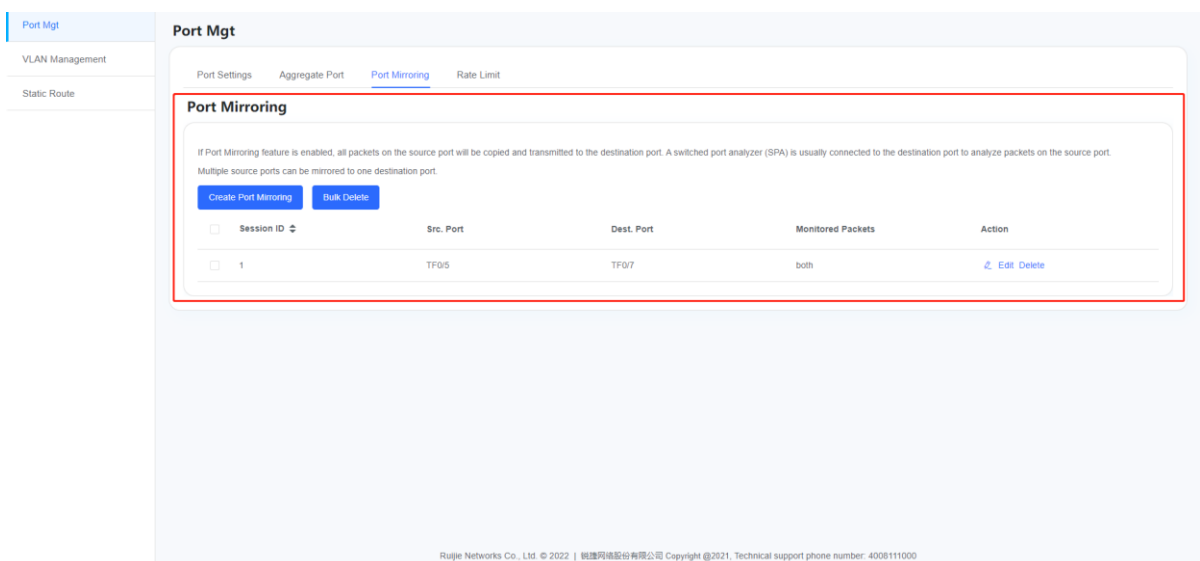 Port Mgt
VLAN Management
Static Route
Port Mgt
Port Settings Aggregate Port Port Mirroring Rate Limit
Port Mirroring
If Port Mirroring feature is enabled, all packets on the source port will be copied and transmitted to the destination port. A switched port analyzer (SPA) is usually connected to the destination port to analyze packets on the source port.
Multiple source ports can be mirrored to one destination port.
Create Port Mirroring Bulk Delete
Session ID Src. Port Dest. Port Monitored Packets Action
1 TF0/5 TF0/7 both Edit Delete
Ruijie Networks Co., Ltd. © 2022 | 锐捷网络股份有限公司 Copyright @2021, Technical support phone number: 4008111000